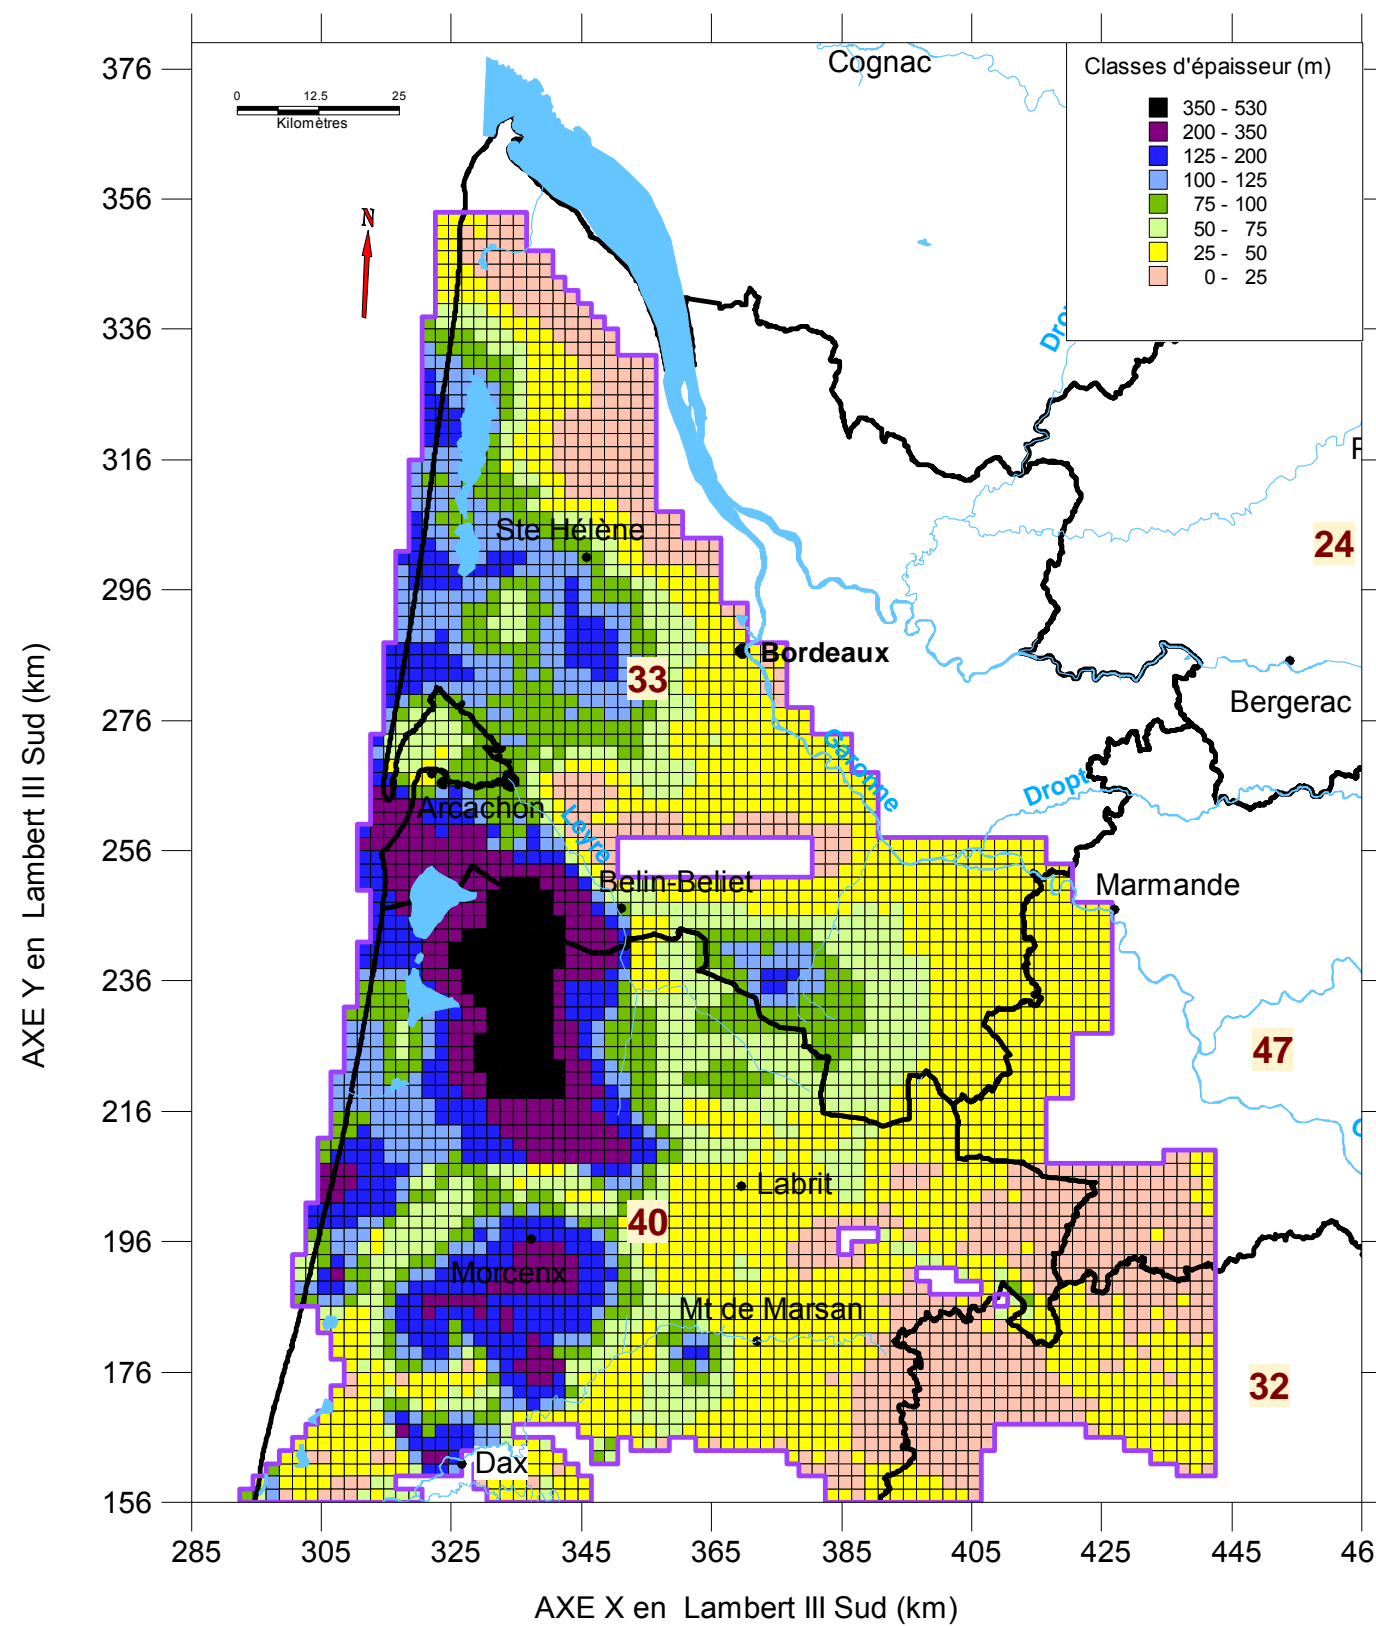 Cognac
Classes d'épaisseur (m)
350 - 530
200 - 350
125 - 200
100 - 125
75 - 100
50 - 75
25 - 50
0 - 25
0 12.5 25
Kilomètres
N
376
356
336
316
296
276
256
236
216
196
176
156
AXE Y en Lambert III Sud (km)
Dro
Ste Hélène
24
33
Bordeaux
Bergerac
Garonne
Dropt
Arcachon
Leyre
Belin-Beliet
Marmande
47
Labrit
40
Morcenx
Mt de Marsan
32
Dax
285 305 325 345 365 385 405 425 445 46
AXE X en Lambert III Sud (km)